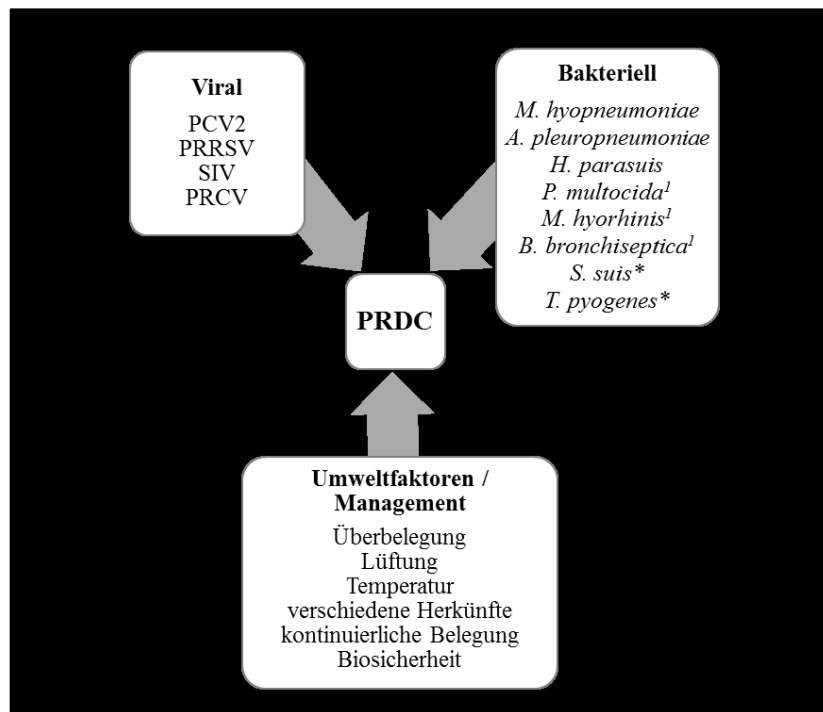 Viral
PCV2
PRRSV
SIV
PRCV
Bakteriell
M. hyopneumoniae
A. pleuropneumoniae
H. parasuis
P. multocida¹
M. hyorhinis¹
B. bronchiseptica¹
S. suis*
T. pyogenes*
PRDC
Umweltfaktoren /
Management
Überbelegung
Lüftung
Temperatur
verschiedene Herkünfte
kontinuierliche Belegung
Biosicherheit